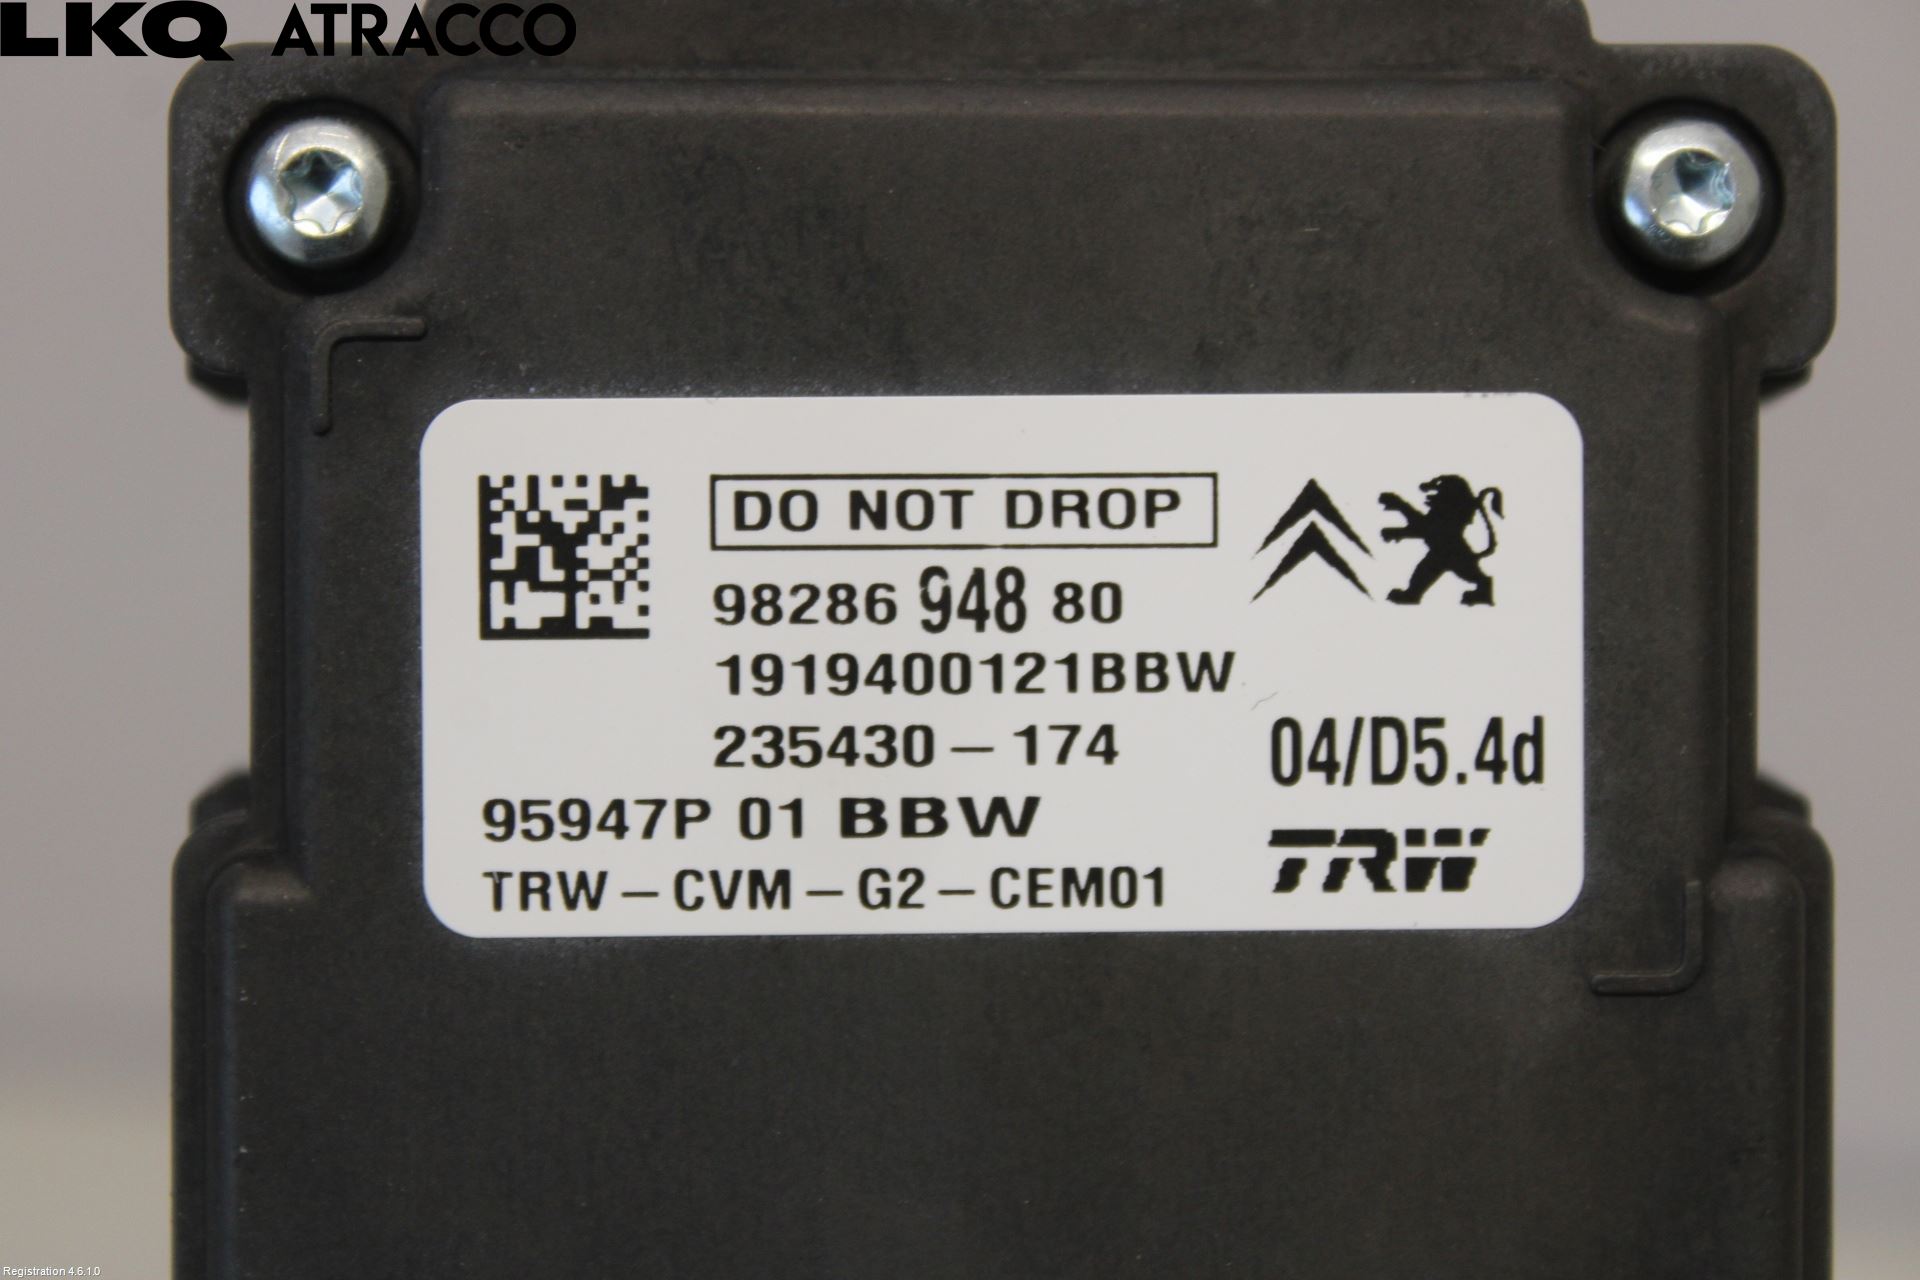 LKQ ATRACCO
DO NOT DROP
98286 948 80
1919400121BBW
235430 - 174
04/D5.4d
95947P 01 BBW
TRW
TRW - CVM - G2 - CEM01
Registration 4.6.1.0